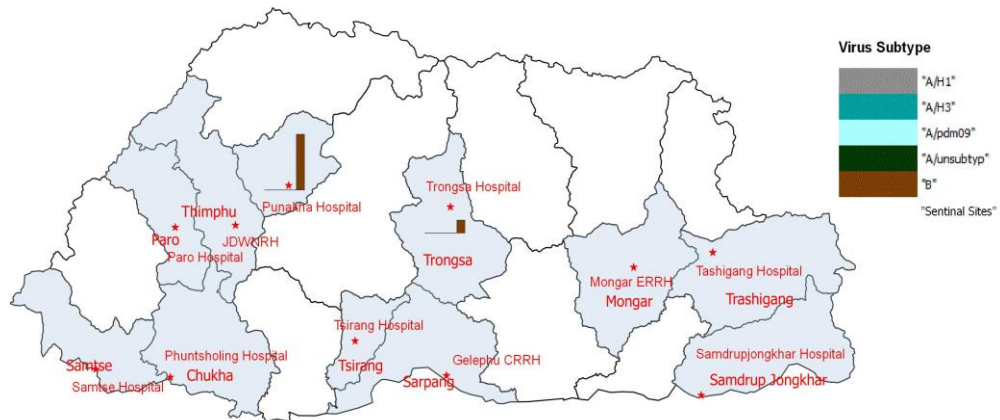 Virus Subtype
"A/H1"
"A/H3"
"A/pdm09"
"A/unsubtyp"
"B"
"Sentinal Sites"
Trongsa Hospital
Punakha Hospital
Thimphu
Paro
JDWNRH
Paro Hospital
Trongsa
Mongar ERRH
Mongar
Tashigang Hospital
Trashigang
Tsirang Hospital
Tsirang
Phuntsholing Hospital
Chukha
Samtse
Samtse Hospital
Gelephu CRRH
Sarpang
Samdrupjongkhar Hospital
Samdrup Jongkhar